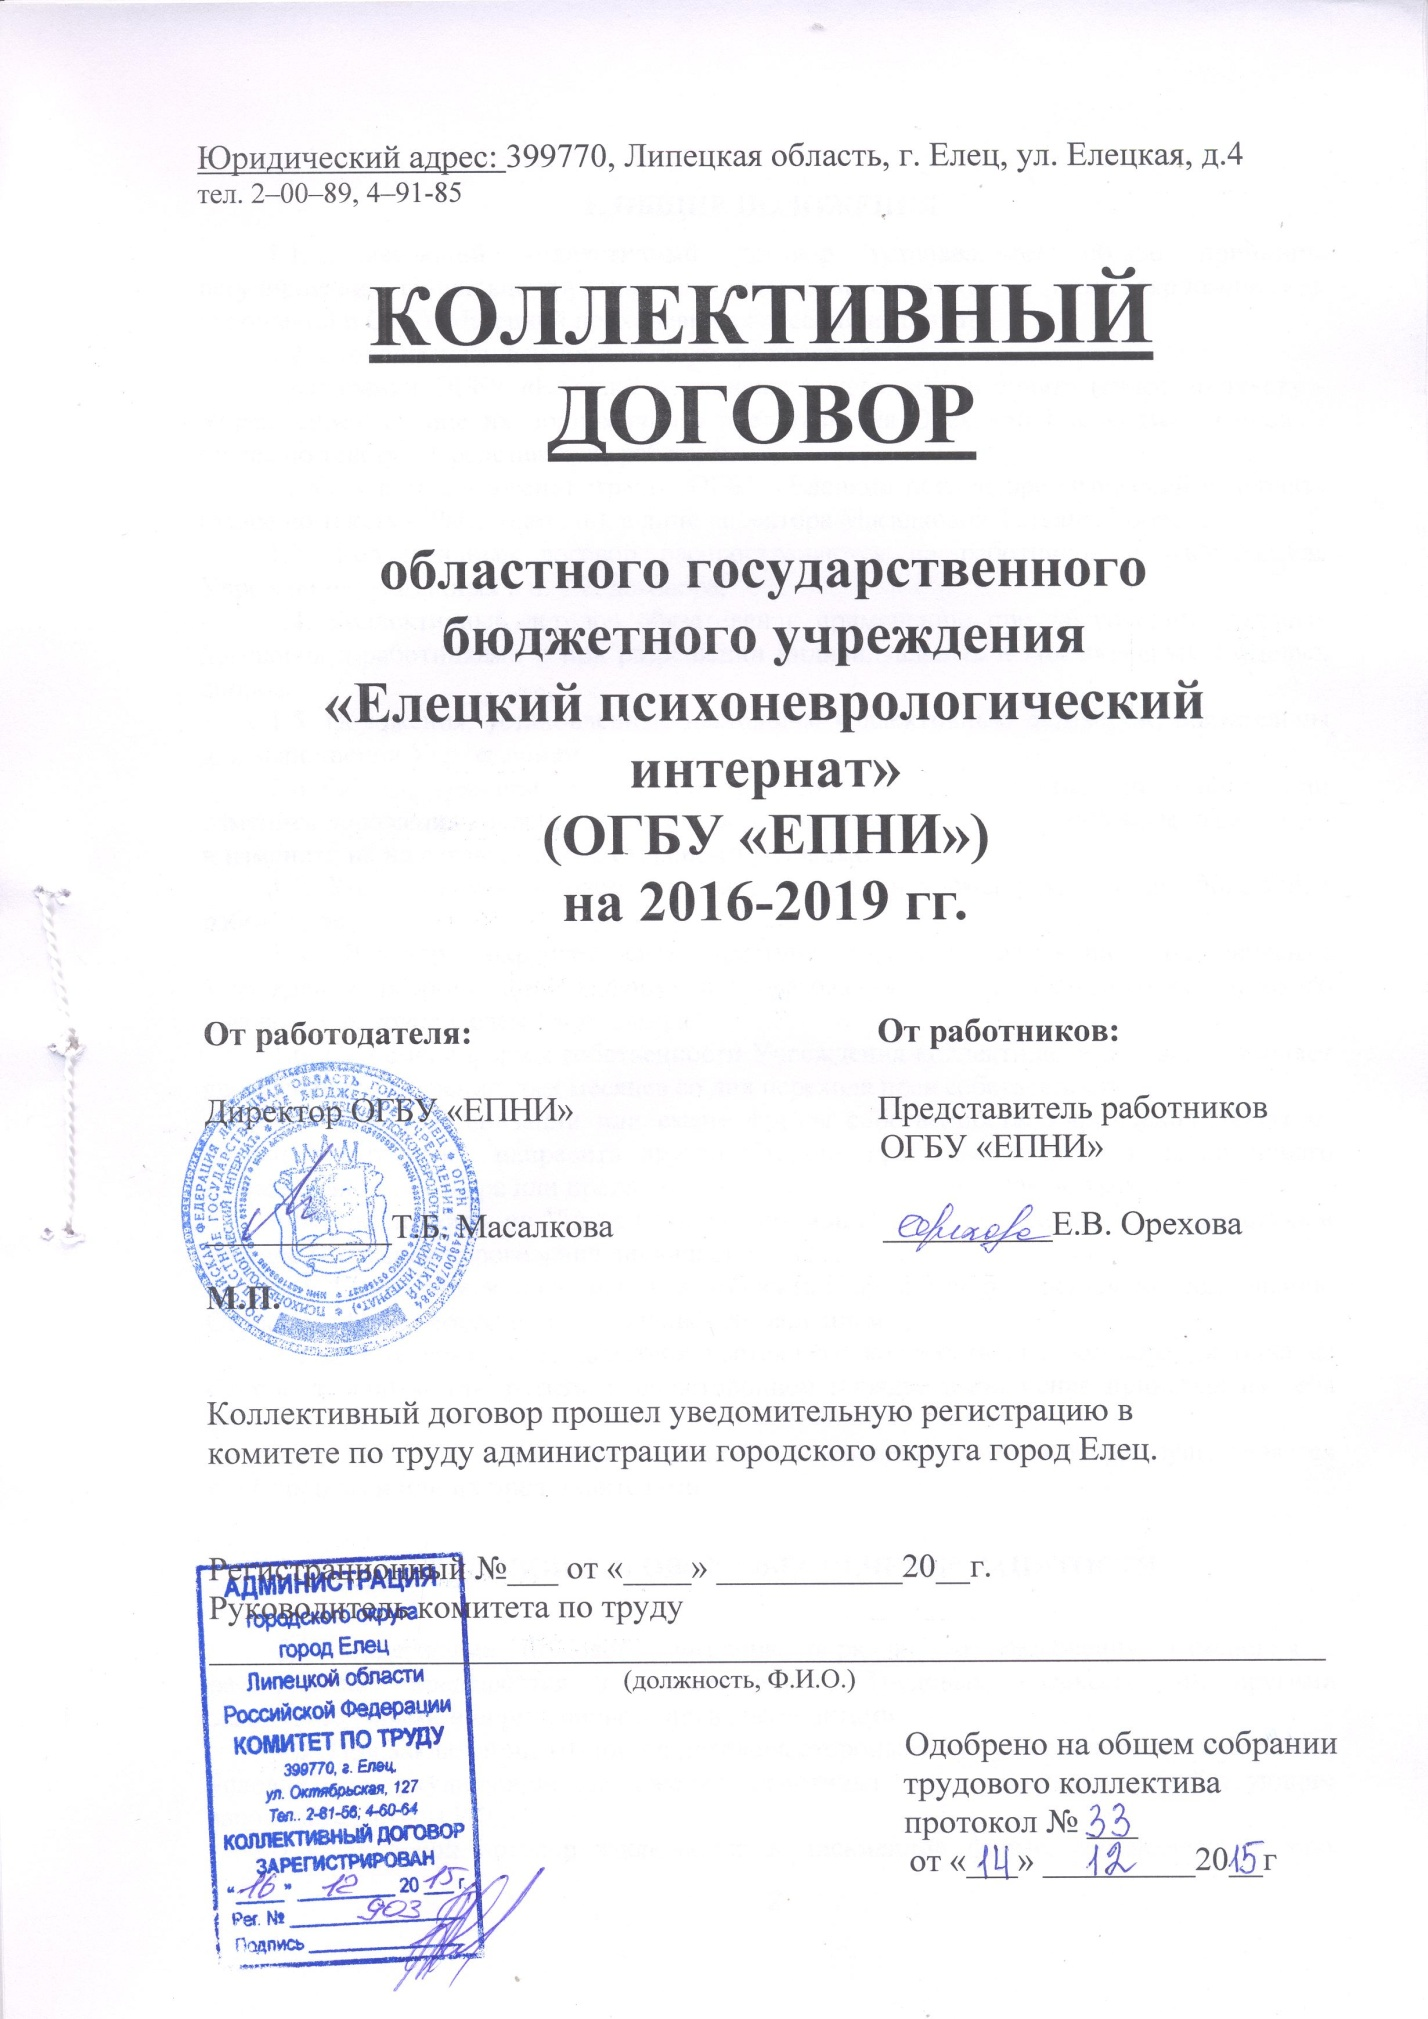 Юридический адрес: 399770, Липецкая область, г. Елец, ул. Елецкая, д.4
тел. 2–00–89, 4–91-85
КОЛЛЕКТИВНЫЙ
ДОГОВОР
областного государственного
бюджетного учреждения
«Елецкий психоневрологический
интернат»
(ОГБУ «ЕПНИ»)
на 2016-2019 гг.
От работодателя:
От работников:
Директор ОГБУ «ЕПНИ»
Представитель работников
ОГБУ «ЕПНИ»
___________Т.Б. Масалкова
Орехова Е.В. Орехова
М.П.
Коллективный договор прошел уведомительную регистрацию в
комитете по труду администрации городского округа город Елец.
Регистрационный №___ от «____» ___________20__г.
Руководитель комитета по труду
(должность, Ф.И.О.)
АДМИНИСТРАЦИЯ
городского округа
город Елец
Липецкой области
Российской Федерации
КОМИТЕТ ПО ТРУДУ
399770, г. Елец,
ул. Октябрьская, 127
Тел.. 2-81-56; 4-60-64
КОЛЛЕКТИВНЫЙ ДОГОВОР
ЗАРЕГИСТРИРОВАН
“16” 12 20 15 г.
Рег. № 903
Подпись
Одобрено на общем собрании
трудового коллектива
протокол № 33
от «14» 12 2015г